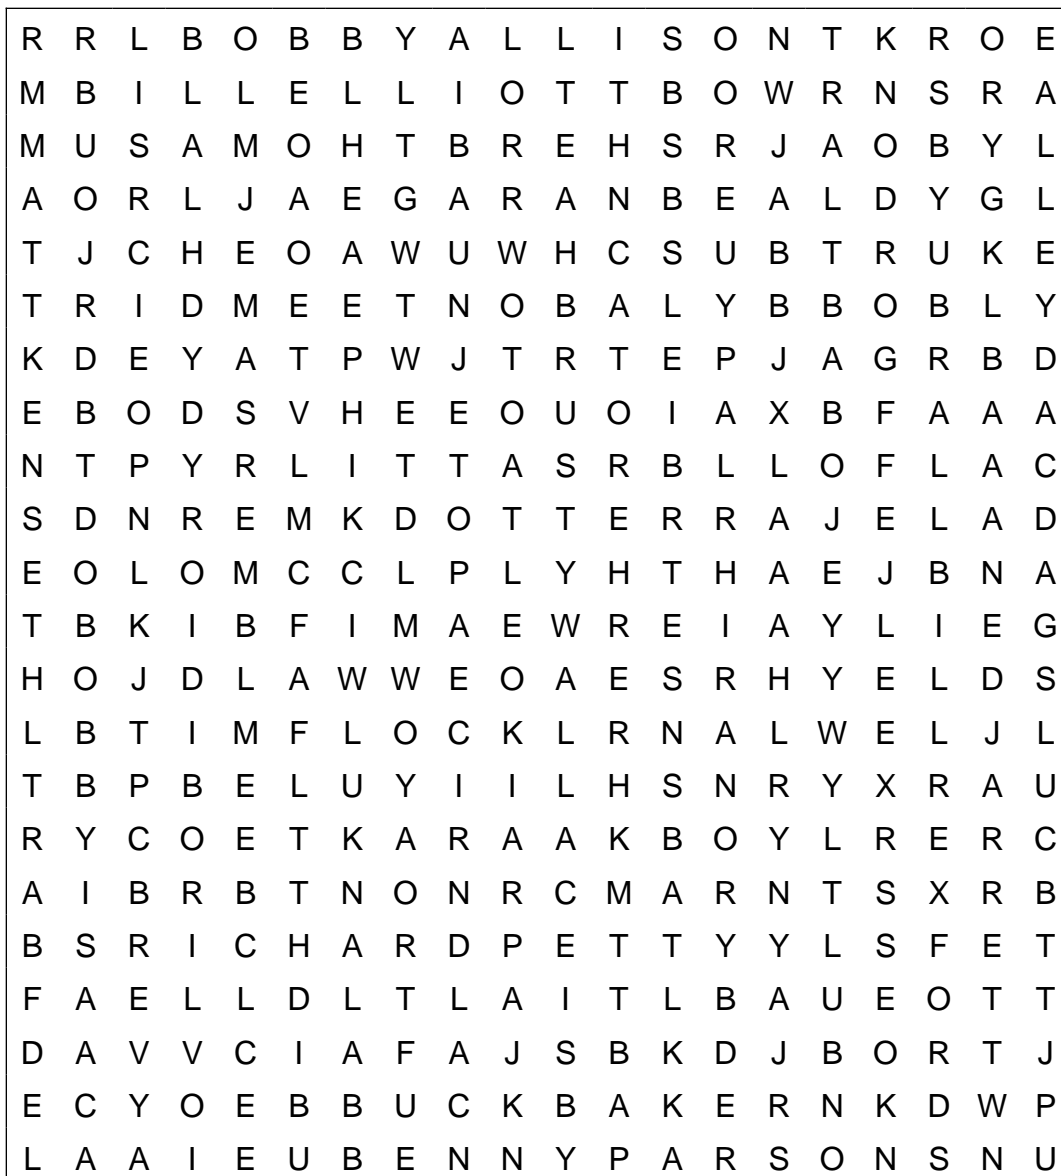 R R L B O B B Y A L L I S O N T K R O E
M B I L L E L L I O T T B O W R N S R A
M U S A M O H T B R E H S R J A O B Y L
A O R L J A E G A R A N B E A L D Y G L
T J C H E O A W U W H C S U B T R U K E
T R I D M E E T N O B A L Y B B O B L Y
K D E Y A T P W J T R T E P J A G R B D
E B O D S V H E E O U O I A X B F A A A
N T P Y R L I T T A S R B L L O F L A C
S D N R E M K D O T T E R R A J E L A D
E O L O M C C L P L Y H T H A E J B N A
T B K I B F I M A E W R E I A Y L I E G
H O J D L A W W E O A E S R H Y E L D S
L B T I M F L O C K L R N A L W E L J L
T B P B E L U Y I I L H S N R Y X R A U
R Y C O E T K A R A A K B O Y L R E R C
A I B R B T N O N R C M A R N T S X R B
B S R I C H A R D P E T T Y Y L S F E T
F A E L L D L T L A I T L B A U E O T T
D A V V C I A F A J S B K D J B O R T J
E C Y O E B B U C K B A K E R N K D W P
L A A I E U B E N N Y P A R S O N S N U